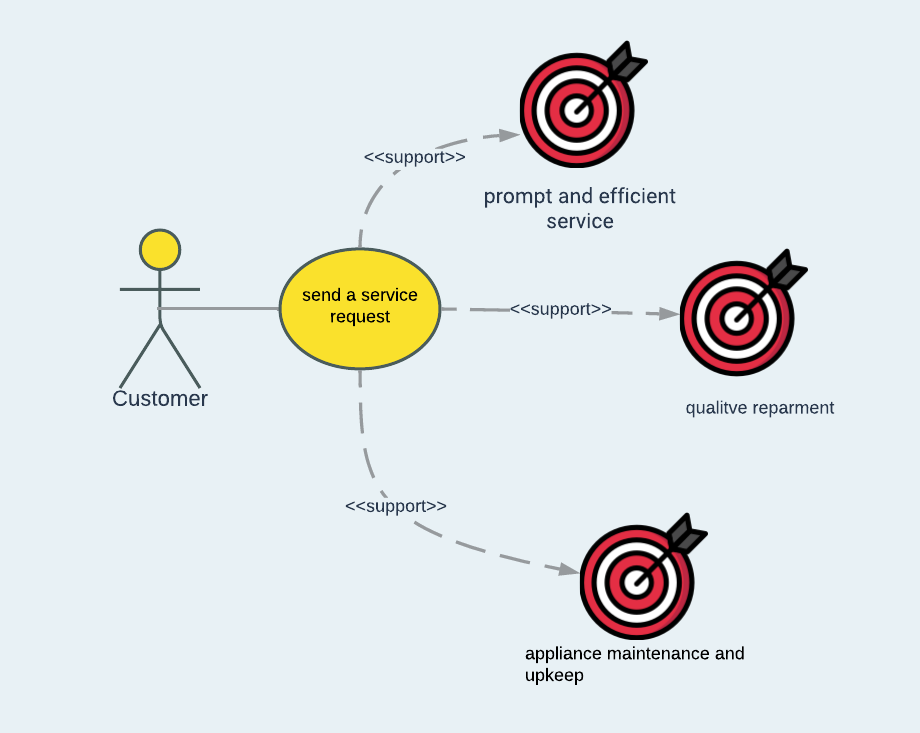 <<support>>
prompt and efficient
service
send a service
request
<<support>>
Customer
qualitve reparment
<<support>>
appliance maintenance and
upkeep